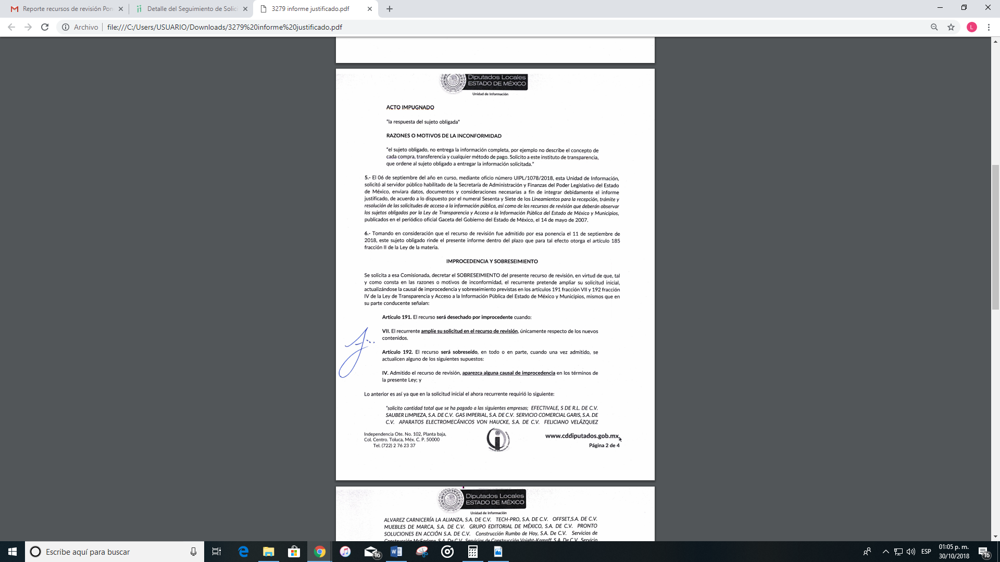 Reporte recursos de revisión Pon
Detalle del Seguimiento de Solici
3279 informe justificado.pdf
Archivo
file:///C:/Users/USUARIO/Downloads/3279%20informe%20justificado.pdf
L
Diputados Locales
ESTADO DE MÉXICO
Unidad de Información
ACTO IMPUGNADO
"la respuesta del sujeto obligada"
RAZONES O MOTIVOS DE LA INCONFORMIDAD
"el sujeto obligado, no entrega la información completa, por ejemplo no describe el concepto de
cada compra, transferencia y cualquier método de pago. Solicito a este instituto de transparencia,
que ordene al sujeto obligado a entregar la información solicitada."
5.- El 06 de septiembre del año en curso, mediante oficio número UIPL/1078/2018, esta Unidad de Información,
solicitó al servidor público habilitado de la Secretaría de Administración y Finanzas del Poder Legislativo del Estado
de México, enviara datos, documentos y consideraciones necesarias a fin de integrar debidamente el informe
justificado, de acuerdo a lo dispuesto por el numeral Sesenta y Siete de los Lineamientos para la recepción, trámite y
resolución de las solicitudes de acceso a la información pública, así como de los recursos de revisión que deberán observar
los sujetos obligados por la Ley de Transparencia y Acceso a la Información Pública del Estado de México y Municipios,
publicados en el periódico oficial Gaceta del Gobierno del Estado de México, el 14 de mayo de 2007.
6.- Tomando en consideración que el recurso de revisión fue admitido por esa ponencia el 11 de septiembre de
2018, este sujeto obligado rinde el presente informe dentro del plazo que para tal efecto otorga el artículo 185
fracción II de la Ley de la materia.
IMPROCEDENCIA Y SOBRESEIMIENTO
Se solicita a esa Comisionada, decretar el SOBRESEIMIENTO del presente recurso de revisión, en virtud de que, tal
y como consta en las razones o motivos de inconformidad, el recurrente pretende ampliar su solicitud inicial,
actualizándose la causal de improcedencia y sobreseimiento previstas en los artículos 191 fracción VII y 192 fracción
IV de la Ley de Transparencia y Acceso a la Información Pública del Estado de México y Municipios, mismos que en
su parte conducente señalan:
Artículo 191. El recurso será desechado por improcedente cuando:
VII. El recurrente amplíe su solicitud en el recurso de revisión, únicamente respecto de los nuevos
contenidos.
Artículo 192. El recurso será sobreseído, en todo o en parte, cuando una vez admitido, se
actualicen alguno de los siguientes supuestos:
IV. Admitido el recurso de revisión, aparezca alguna causal de improcedencia en los términos de
la presente Ley; y
Lo anterior es así ya que en la solicitud inicial el ahora recurrente requirió lo siguiente:
"solicito cantidad total que se ha pagado a las siguientes empresas; EFECTIVALE, S DE R.L. DE C.V.
SAUBER LIMPIEZA, S.A. DE C.V. GAS IMPERIAL, S.A. DE C.V. SERVICIO COMERCIAL GARIS, S.A. DE
C.V. APARATOS ELECTROMECÁNICOS VON HAUCKE, S.A. DE C.V. FELICIANO VELÁZQUEZ
Independencia Ote. No. 102, Planta baja,
Col. Centro. Toluca, Méx. C. P. 50000
Tel. (722) 2 76 23 37
www.cddiputados.gob.mx
Página 2 de 4
Diputados Locales
ESTADO DE MÉXICO
Unidad de Información
ALVAREZ CARNICERÍA LA ALIANZA, S.A. DE C.V. TECH-PRO, S.A. DE C.V. OFFSET,S.A. DE C.V.
MUEBLES DE MARCA, S.A. DE C.V. GRUPO EDITORIAL DE MÉXICO, S.A. DE C.V. PRONTO
SOLUCIONES EN ACCIÓN S.A. DE C.V. Construcción Rumbo de Hoy, S.A. De C.V. Servicios de
Construcción McFarlane, S.A. De C.V. Servicios de Construcción Voight-Kampff, S.A. De C.V. Servicio
Escribe aquí para buscar
16
ESP
01:05 p. m.
30/10/2018
16